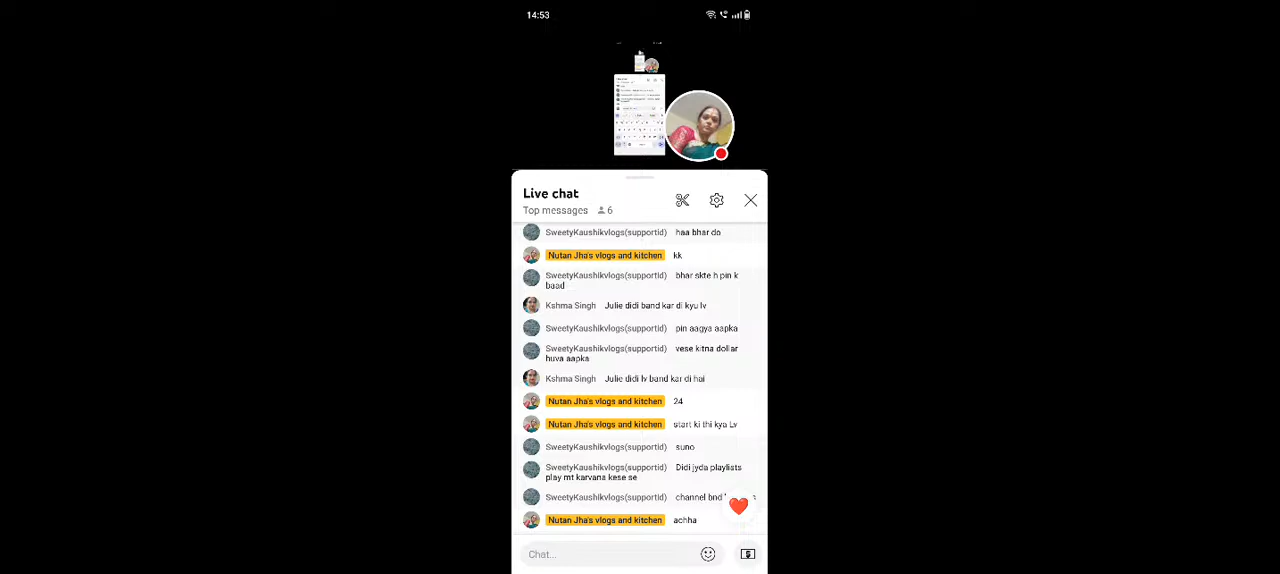 14:53
Live chat
Top messages 6
SweetyKaushikvlogs(supportid) haa bhar do
Nutan Jha's vlogs and kitchen kk
SweetyKaushikvlogs(supportid) bhar skte h pin k
baad
Kshma Singh Julie didi band kar di kyu lv
SweetyKaushikvlogs(supportid) pin aagya aapka
SweetyKaushikvlogs(supportid) vese kitna dollar
huva aapka
Kshma Singh Julie didi lv band kar di hai
Nutan Jha's vlogs and kitchen 24
Nutan Jha's vlogs and kitchen start ki thi kya Lv
SweetyKaushikvlogs(supportid) suno
SweetyKaushikvlogs(supportid) Didi jyda playlists
play mt karvana kese se
SweetyKaushikvlogs(supportid) channel bnd
Nutan Jha's vlogs and kitchen achha
Chat...